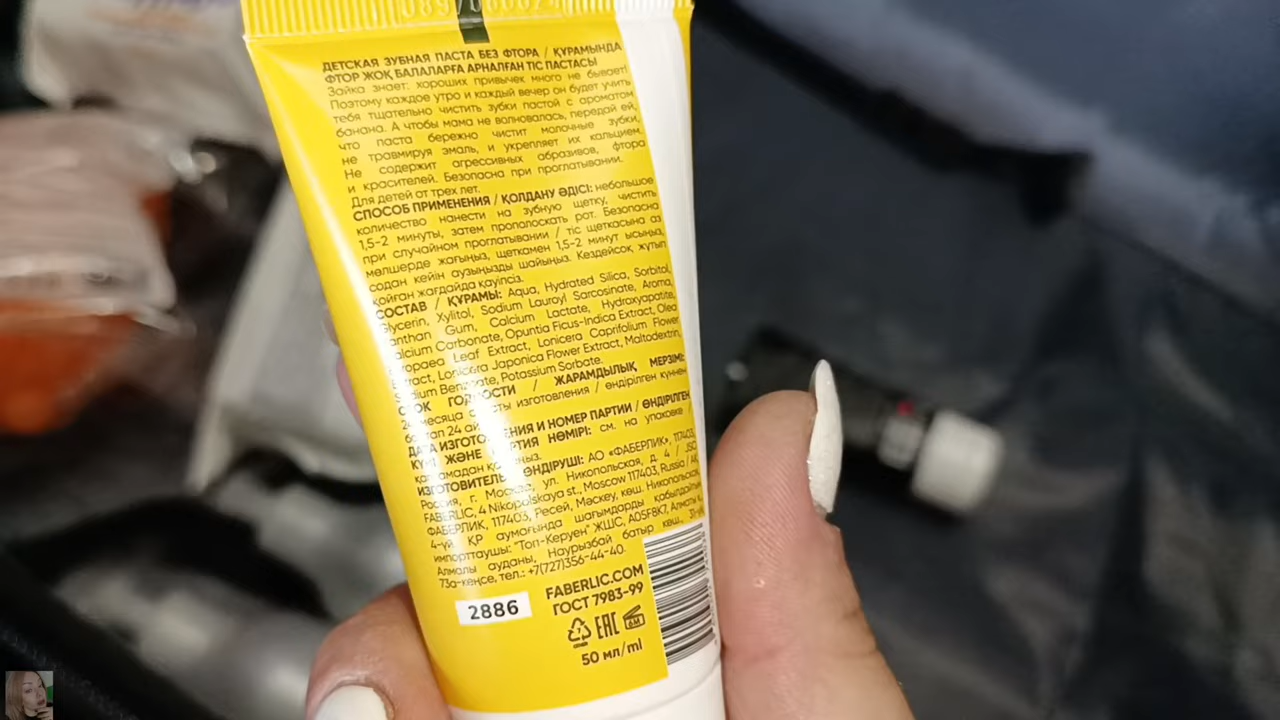 ДЕТСКАЯ ЗУБНАЯ ПАСТА БЕЗ ФТОРА / ҚҰРАМЫНДА
ФТОР ЖОҚ БАЛАЛАРҒА АРНАЛҒАН ТІС ПАСТАСЫ
Зайка знает: хороших привычек много не бывает!
Поэтому каждое утро и каждый вечер он будет учить
тебя тщательно чистить зубки пастой с ароматом
банана. А чтобы мама не волновалась, передай ей,
что паста бережно чистит молочные зубки,
не травмируя эмаль, и укрепляет их кальцием.
Не содержит агрессивных абразивов, фтора
и красителей. Безопасна при проглатывании.
Для детей от трех лет.
СПОСОБ ПРИМЕНЕНИЯ / ҚОЛДАНУ ӘДІСІ: небольшое
количество нанести на зубную щетку, чистить
1,5-2 минуты, затем прополоскать рот. Безопасна
при случайном проглатывании / тіс щеткасына аз
мөлшерде жағыңыз, щеткамен 1,5-2 минут ысыңыз,
содан кейін аузыңызды шайыңыз. Кездейсоқ жұтып
қойған жағдайда қауіпсіз.
СОСТАВ / ҚҰРАМЫ: Aqua, Hydrated Silica, Sorbitol,
Glycerin, Xylitol, Sodium Lauroyl Sarcosinate, Aroma,
Xanthan Gum, Calcium Lactate, Hydroxyapatite,
Calcium Carbonate, Opuntia Ficus-Indica Extract, Olea
Europaea Leaf Extract, Lonicera Caprifolium Flower
Extract, Lonicera Japonica Flower Extract, Maltodextrin,
Sodium Benzoate, Potassium Sorbate.
СРОК ГОДНОСТИ / ЖАРАМДЫЛЫҚ МЕРЗІМІ:
24 месяца с даты изготовления / өндірілген күннен
бастап 24 ай
ДАТА ИЗГОТОВЛЕНИЯ И НОМЕР ПАРТИИ / ӨНДІРІЛГЕН
КҮНІ ЖӘНЕ ПАРТИЯ НӨМІРІ: см. на упаковке /
қаптамадан қараңыз.
ИЗГОТОВИТЕЛЬ / ӨНДІРУШІ: АО «ФАБЕРЛИК», 117403,
Россия, г. Москва, ул. Никопольская, д. 4 / JSC
FABERLIC, 4 Nikopolskaya st., Moscow 117403, Russia / АҚ
ФАБЕРЛИК, 117403, Ресей, Мәскеу, көш. Никопольская,
4-үй. ҚР аумағында шағымдарды қабылдайтын
импорттаушы: "Топ-Керуен" ЖШС, A05F8K7, Алматы қ.,
Алмалы ауданы, Наурызбай батыр көш.,
73а-кеңсе, тел.: +7(727)356-44-40.
2886
FABERLIC.COM
ГОСТ 7983-99
EAC
6M
50 мл/ml